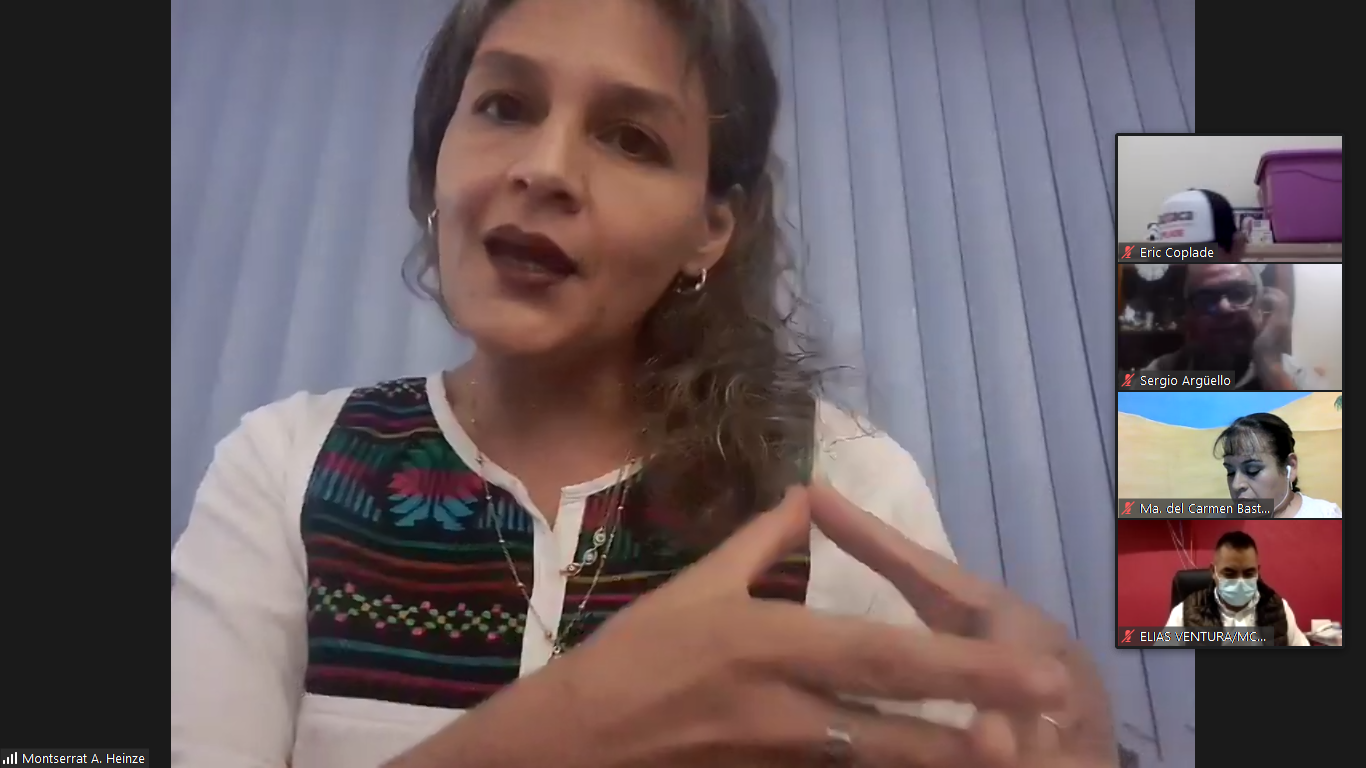 Eric Coplade
Sergio Argüello
Ma. del Carmen Bast...
ELIAS VENTURA/MC...
Montserrat A. Heinze